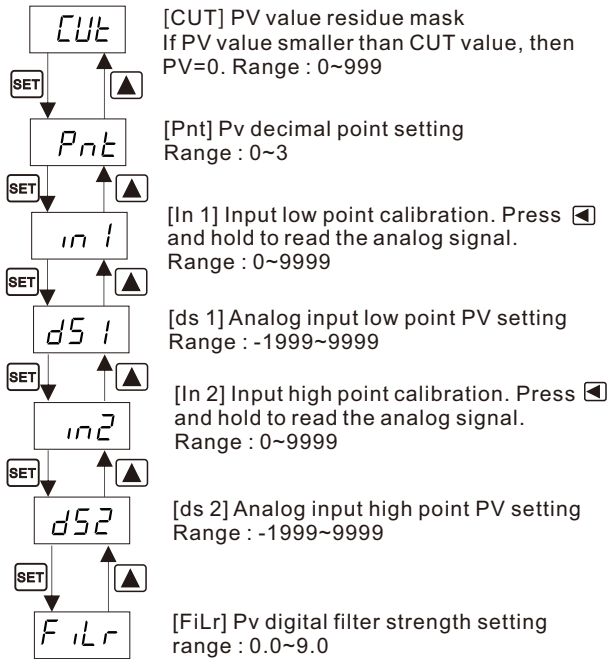 CUt
[CUT] PV value residue mask
If PV value smaller than CUT value, then
PV=0. Range : 0~999
SET
Pnt
[Pnt] Pv decimal point setting
Range : 0~3
SET
in 1
[In 1] Input low point calibration. Press
and hold to read the analog signal.
Range : 0~9999
SET
dS 1
[ds 1] Analog input low point PV setting
Range : -1999~9999
SET
in2
[In 2] Input high point calibration. Press
and hold to read the analog signal.
Range : 0~9999
SET
dS2
[ds 2] Analog input high point PV setting
Range : -1999~9999
SET
FiLr
[FiLr] Pv digital filter strength setting
range : 0.0~9.0